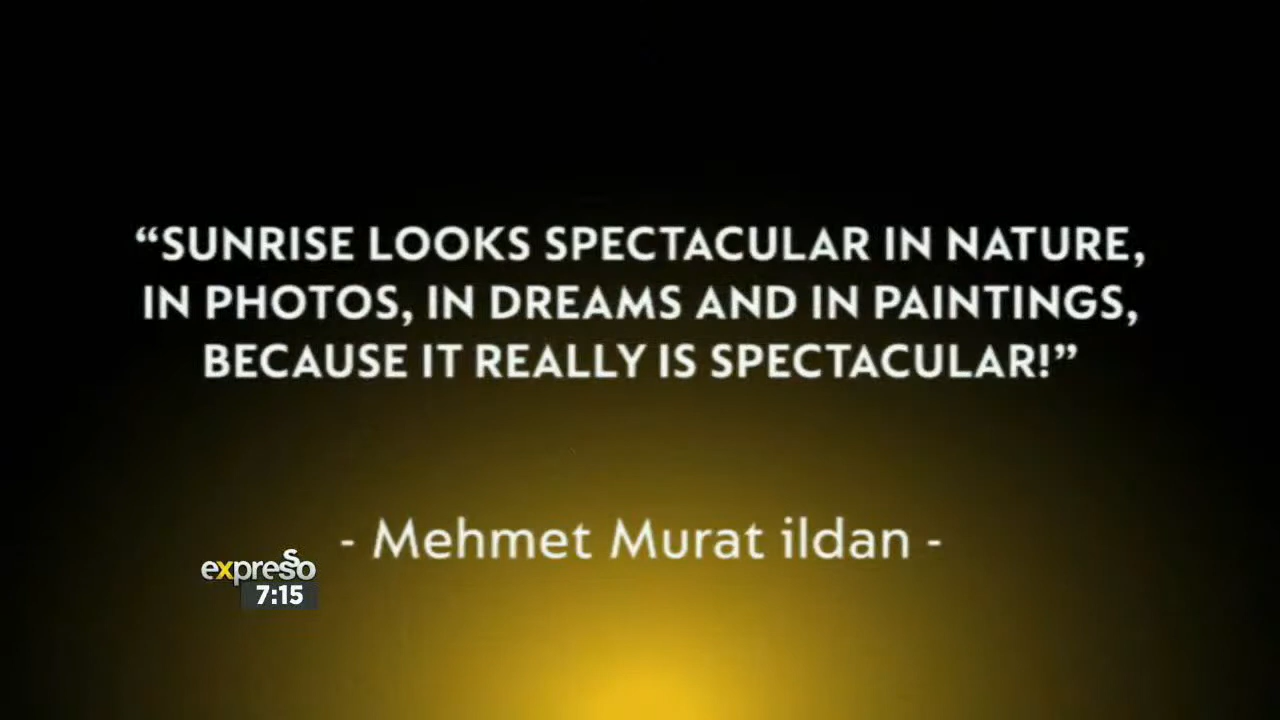 “SUNRISE LOOKS SPECTACULAR IN NATURE,
IN PHOTOS, IN DREAMS AND IN PAINTINGS,
BECAUSE IT REALLY IS SPECTACULAR!”
- Mehmet Murat ildan -
expresso
7:15